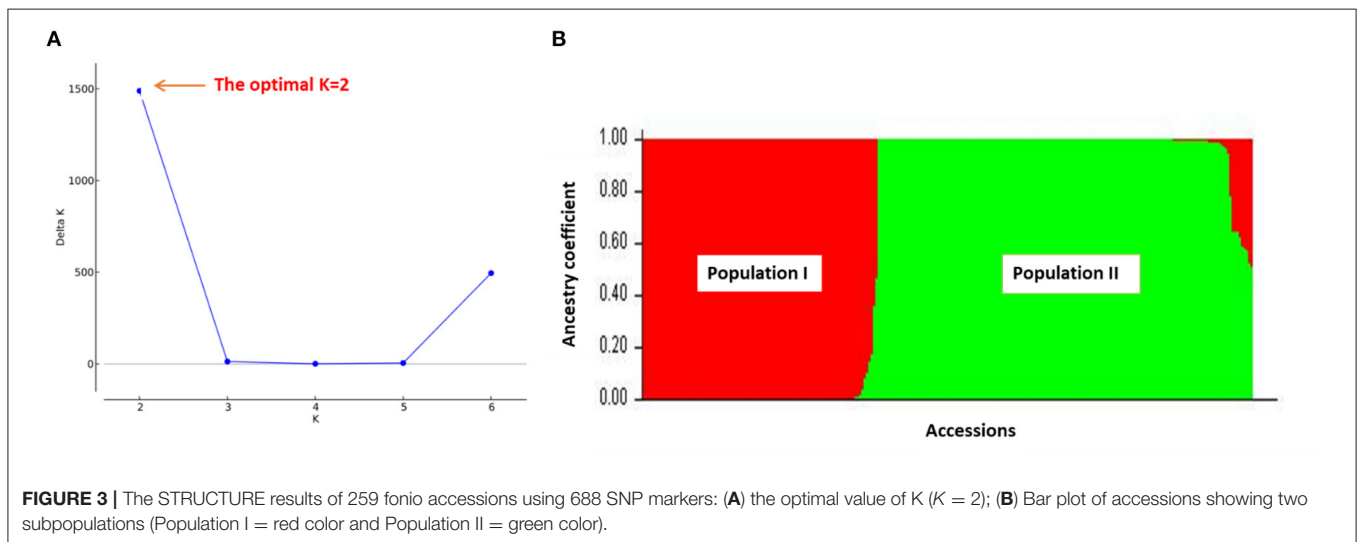 A
The optimal K=2
1500
1000
500
0
Delta K
2 3 4 5 6
K
B
1.00
0.80
0.60
0.40
0.20
0.00
Ancestry coefficient
Population I
Population II
Accessions
FIGURE 3 | The STRUCTURE results of 259 fonio accessions using 688 SNP markers: (A) the optimal value of K (K = 2); (B) Bar plot of accessions showing two
subpopulations (Population I = red color and Population II = green color).